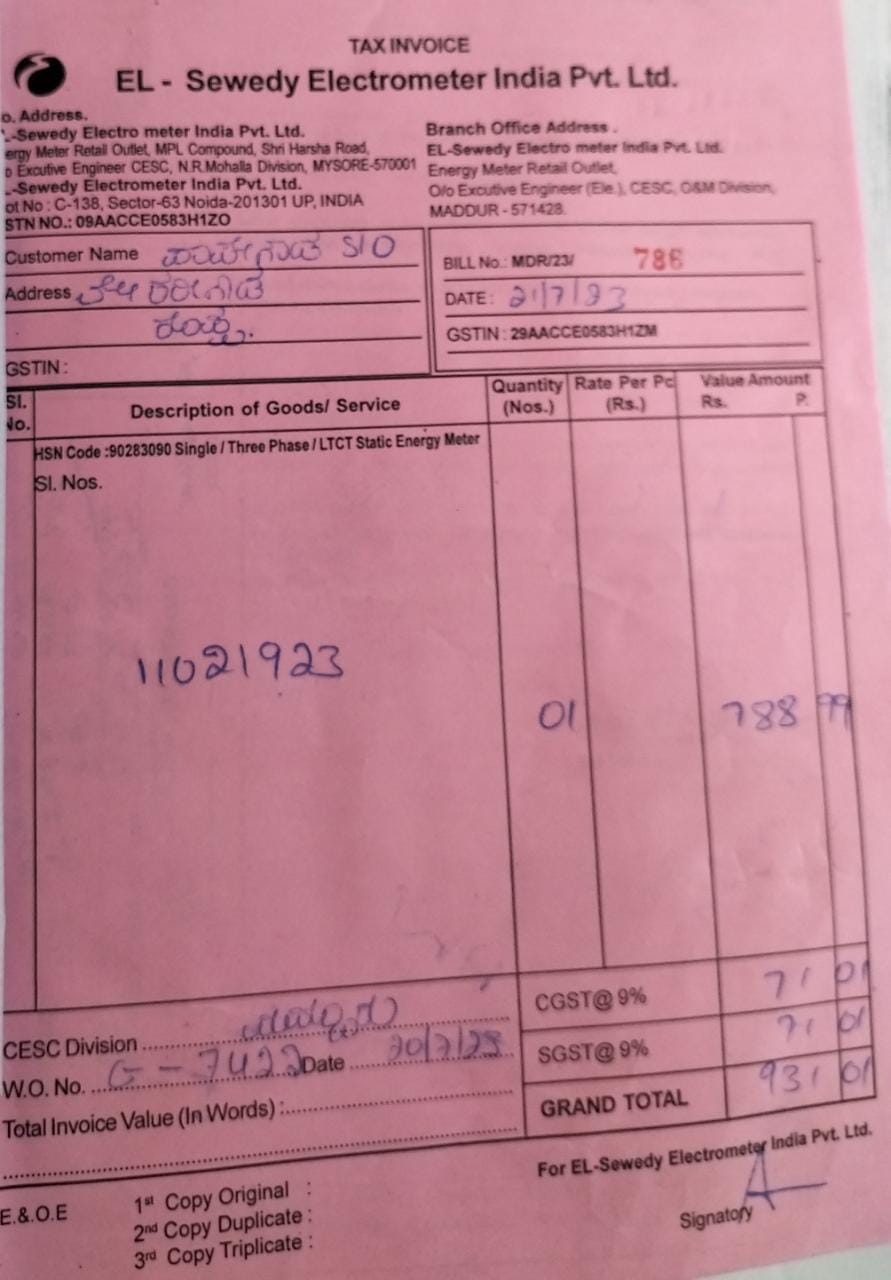 TAX INVOICE
EL - Sewedy Electrometer India Pvt. Ltd.
o. Address.
-Sewedy Electro meter India Pvt. Ltd.
ergy Meter Retail Outlet, MPL Compound, Shri Harsha Road,
o Excutive Engineer CESC, N.R.Mohalla Division, MYSORE-570001
-Sewedy Electrometer India Pvt. Ltd.
ot No : C-138, Sector-63 Noida-201301 UP, INDIA
STN NO.: 09AACCE0583H1ZO
Branch Office Address .
EL-Sewedy Electro meter India Pvt. Ltd.
Energy Meter Retail Outlet,
O/o Excutive Engineer (Ele.), CESC, O&M Division,
MADDUR - 571428.
Customer Name S/O
Address
GSTIN :
BILL No.: MDR/23/ 786
DATE : 21/7/23
GSTIN : 29AACCE0583H1ZM
Sl. No. Description of Goods/ Service Quantity (Nos.) Rate Per Pc (Rs.) Value Amount Rs. P.
HSN Code :90283090 Single / Three Phase / LTCT Static Energy Meter
Sl. Nos.
11021923
01 788 99
CGST@ 9% 71 01
SGST@ 9% 71 01
GRAND TOTAL 931 01
CESC Division
W.O. No. G - 7422 Date 20/7/23
Total Invoice Value (In Words) :
For EL-Sewedy Electrometer India Pvt. Ltd.
Signatory
E.&.O.E
1st Copy Original :
2nd Copy Duplicate :
3rd Copy Triplicate :